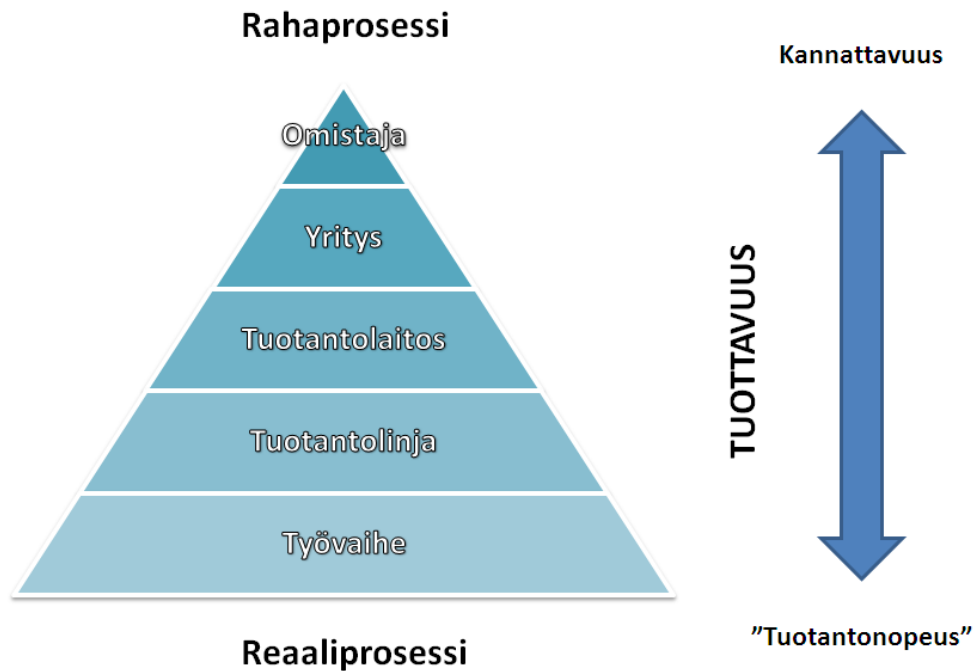 Rahaprosessi
Kannattavuus
Omistaja
Yritys
Tuotantolaitos
TUOTTAVUUS
Tuotantolinja
Työvaihe
Reaaliprosessi
”Tuotantonopeus”